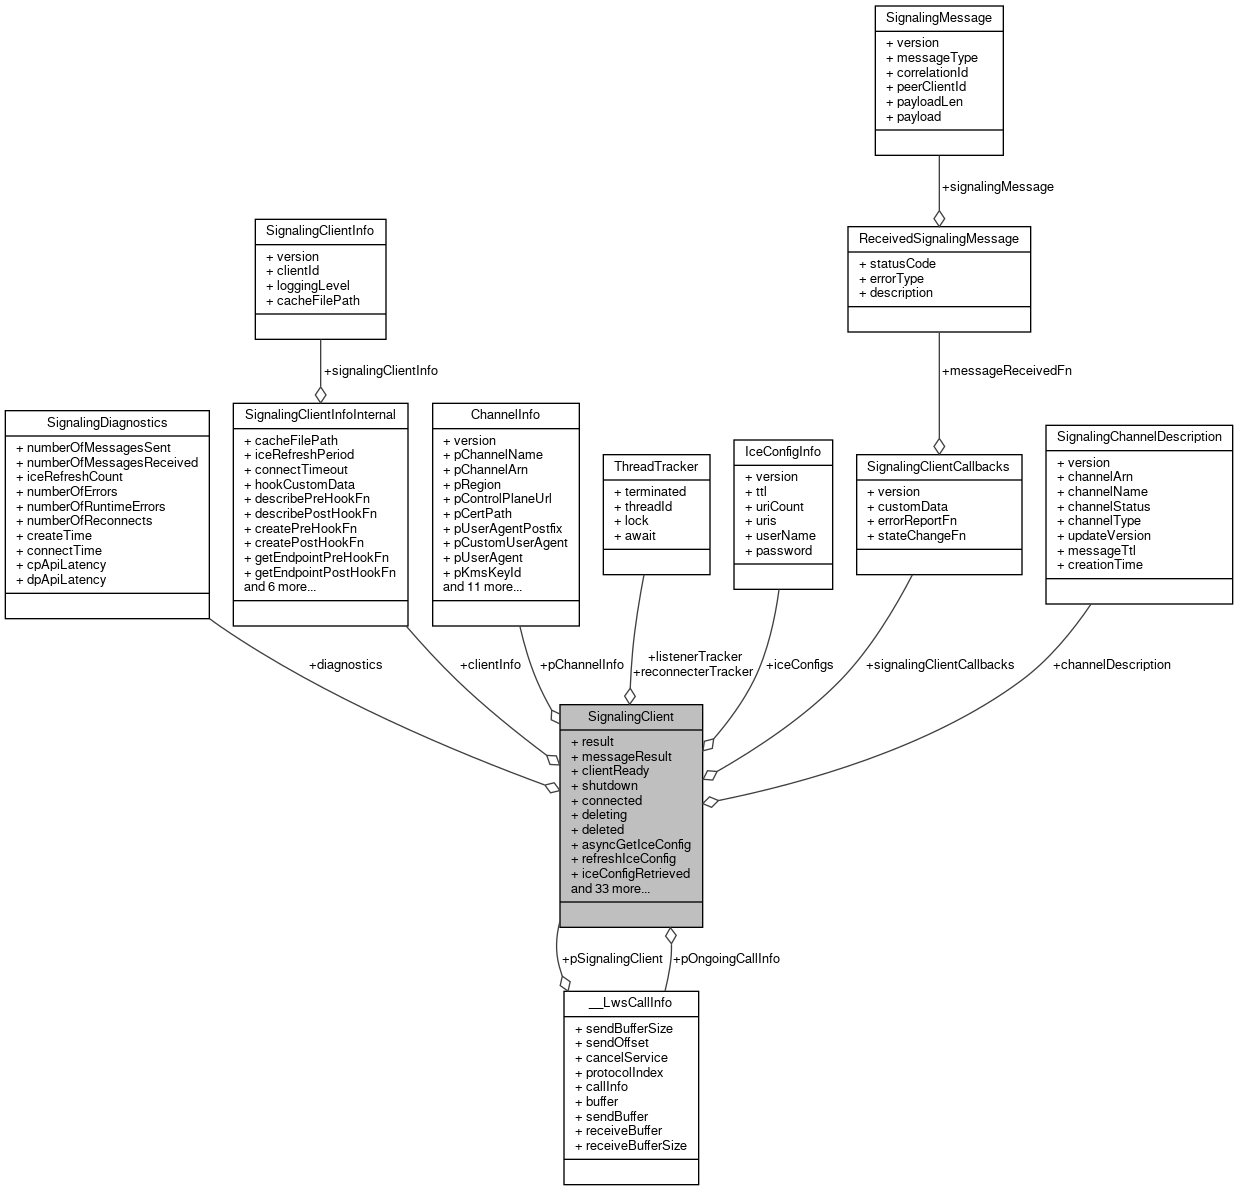 SignalingMessage
+ version
+ messageType
+ correlationId
+ peerClientId
+ payloadLen
+ payload
+signalingMessage
ReceivedSignalingMessage
+ statusCode
+ errorType
+ description
+messageReceivedFn
SignalingClientInfo
+ version
+ clientId
+ loggingLevel
+ cacheFilePath
+signalingClientInfo
SignalingDiagnostics
+ numberOfMessagesSent
+ numberOfMessagesReceived
+ iceRefreshCount
+ numberOfErrors
+ numberOfRuntimeErrors
+ numberOfReconnects
+ createTime
+ connectTime
+ cpApiLatency
+ dpApiLatency
SignalingClientInfoInternal
+ cacheFilePath
+ iceRefreshPeriod
+ connectTimeout
+ hookCustomData
+ describePreHookFn
+ describePostHookFn
+ createPreHookFn
+ createPostHookFn
+ getEndpointPreHookFn
+ getEndpointPostHookFn
and 6 more...
ChannelInfo
+ version
+ pChannelName
+ pChannelArn
+ pRegion
+ pControlPlaneUrl
+ pCertPath
+ pUserAgentPostfix
+ pCustomUserAgent
+ pUserAgent
+ pKmsKeyId
and 11 more...
ThreadTracker
+ terminated
+ threadId
+ lock
+ await
IceConfigInfo
+ version
+ ttl
+ uriCount
+ uris
+ userName
+ password
SignalingClientCallbacks
+ version
+ customData
+ errorReportFn
+ stateChangeFn
SignalingChannelDescription
+ version
+ channelArn
+ channelName
+ channelStatus
+ channelType
+ updateVersion
+ messageTtl
+ creationTime
+diagnostics
+clientInfo
+pChannelInfo
+listenerTracker
+reconnecterTracker
+iceConfigs
+signalingClientCallbacks
+channelDescription
SignalingClient
+ result
+ messageResult
+ clientReady
+ shutdown
+ connected
+ deleting
+ deleted
+ asyncGetIceConfig
+ refreshIceConfig
+ iceConfigRetrieved
and 33 more...
+pSignalingClient
+pOngoingCallInfo
__LwsCallInfo
+ sendBufferSize
+ sendOffset
+ cancelService
+ protocolIndex
+ callInfo
+ buffer
+ sendBuffer
+ receiveBuffer
+ receiveBufferSize